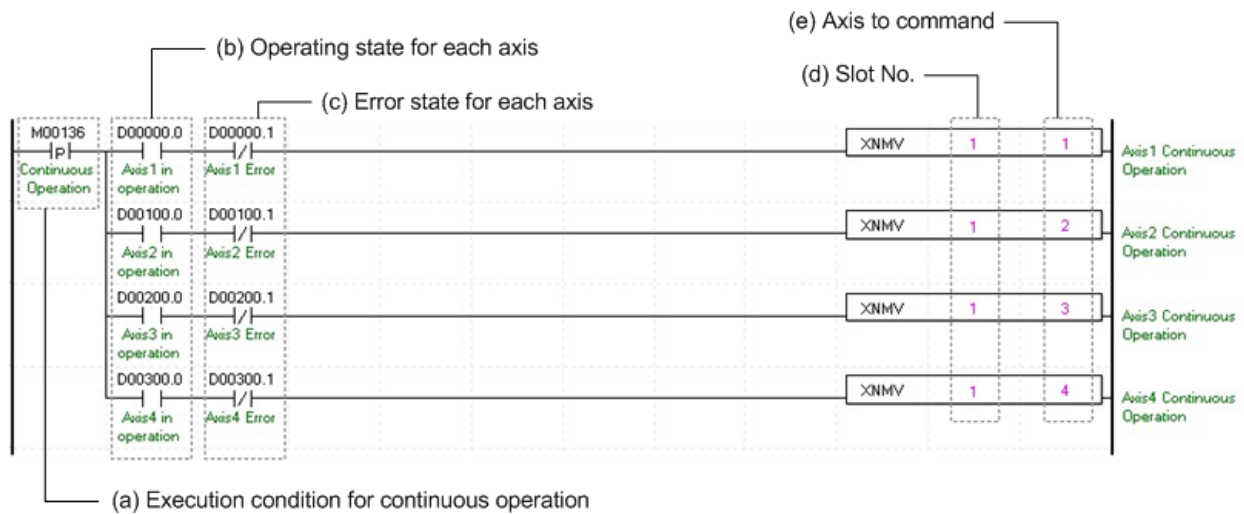 (e) Axis to command
(b) Operating state for each axis
(d) Slot No.
(c) Error state for each axis
M00136 D00000.0 D00000.1
P XNMV 1 1
Continuous Operation Axis1 in operation Axis1 Error Axis1 Continuous Operation
D00100.0 D00100.1
XNMV 1 2
Axis2 in operation Axis2 Error Axis2 Continuous Operation
D00200.0 D00200.1
XNMV 1 3
Axis3 in operation Axis3 Error Axis3 Continuous Operation
D00300.0 D00300.1
XNMV 1 4
Axis4 in operation Axis4 Error Axis4 Continuous Operation
(a) Execution condition for continuous operation